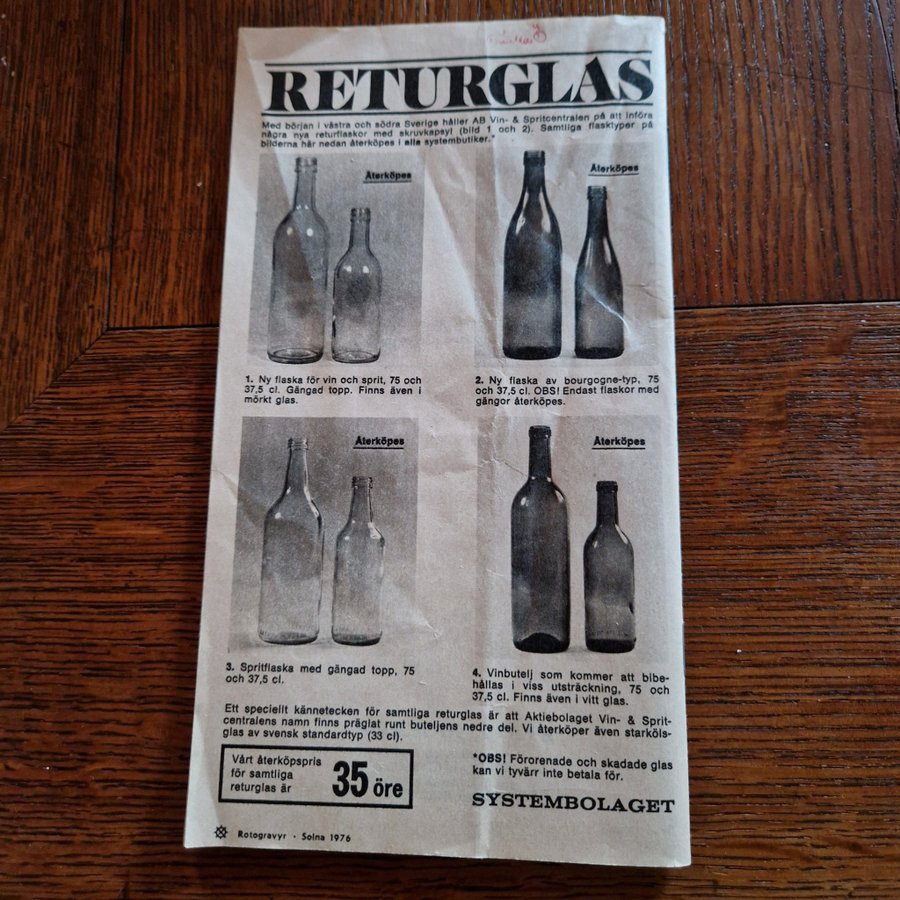 RETURGLAS
Med början i västra och södra Sverige håller AB Vin- & Spritcentralen på att införa
några nya returflaskor med skruvkapsyl (bild 1 och 2). Samtliga flasktyper på
bilderna här nedan återköpes i alla systembutiker.*
Återköpes
1. Ny flaska för vin och sprit, 75 och
37,5 cl. Gängad topp. Finns även i
mörkt glas.
Återköpes
2. Ny flaska av bourgogne-typ, 75
och 37,5 cl. OBS! Endast flaskor med
gängor återköpes.
Återköpes
3. Spritflaska med gängad topp, 75
och 37,5 cl.
Återköpes
4. Vinbutelj som kommer att bibe-
hållas i viss utsträckning, 75 och
37,5 cl. Finns även i vitt glas.
Ett speciellt kännetecken för samtliga returglas är att Aktiebolaget Vin- & Sprit-
centralens namn finns präglat runt buteljens nedre del. Vi återköper även starköls-
glas av svensk standardtyp (33 cl).
Vårt återköpspris
för samtliga
returglas är
35 öre
*OBS! Förorenade och skadade glas
kan vi tyvärr inte betala för.
SYSTEMBOLAGET
Rotogravyr · Solna 1976